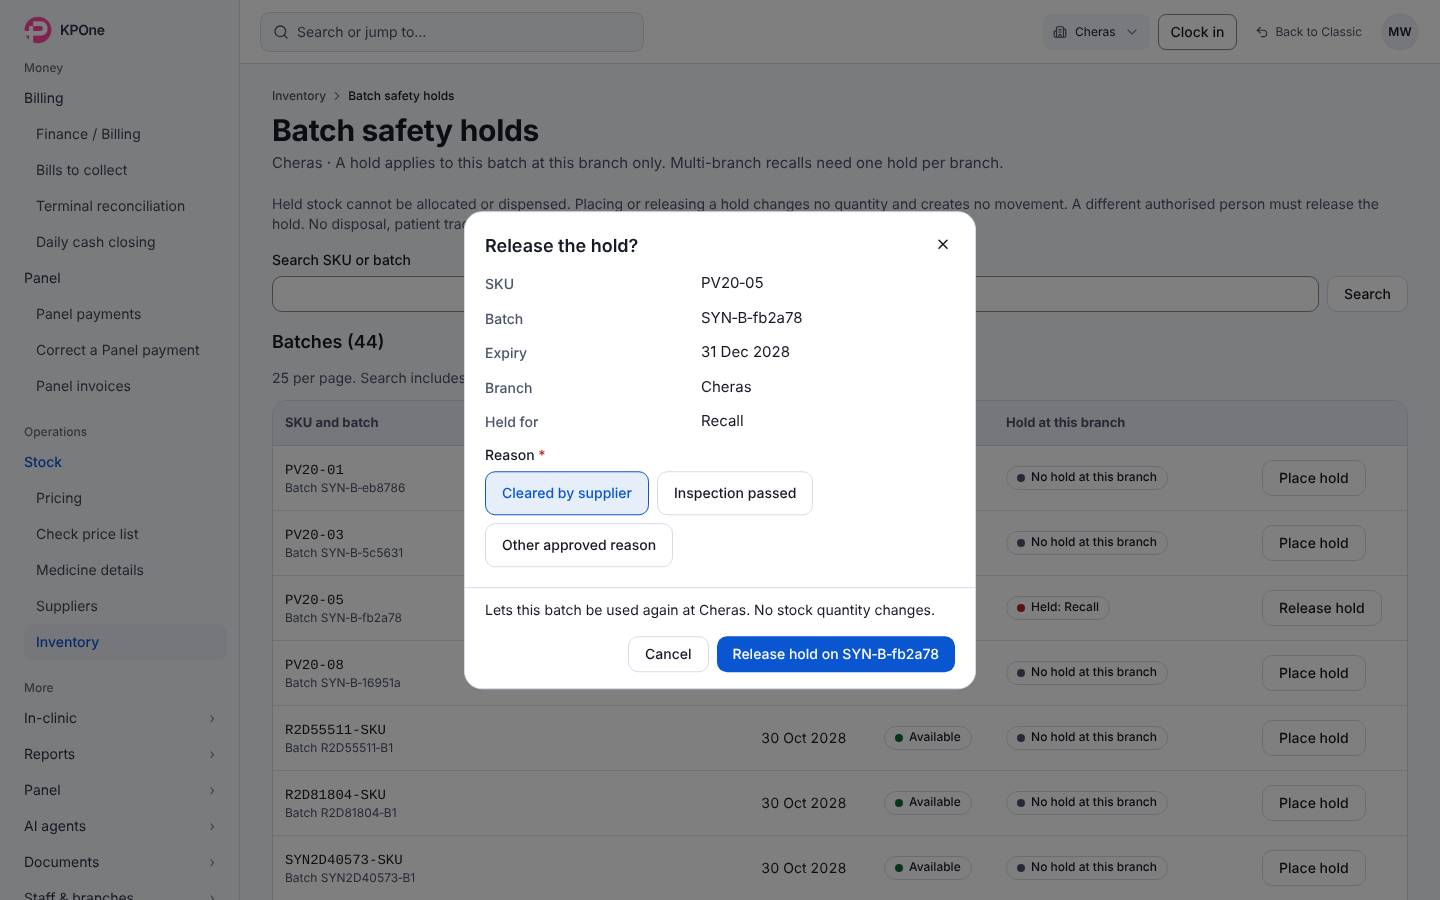 KPOne
Search or jump to...
Cheras
Clock in
Back to Classic
MW
Money
Billing
Finance / Billing
Bills to collect
Terminal reconciliation
Daily cash closing
Panel
Panel payments
Correct a Panel payment
Panel invoices
Operations
Stock
Pricing
Check price list
Medicine details
Suppliers
Inventory
More
In-clinic
Reports
Panel
AI agents
Documents
Staff & branches
Inventory > Batch safety holds
Batch safety holds
Cheras · A hold applies to this batch at this branch only. Multi-branch recalls need one hold per branch.
Held stock cannot be allocated or dispensed. Placing or releasing a hold changes no quantity and creates no movement. A different authorised person must release the
hold. No disposal, patient
Search SKU or batch
Search
Batches (44)
25 per page. Search includes
SKU and batch
Hold at this branch
PV20-01
Batch SYN-B-eb8786
No hold at this branch
Place hold
PV20-03
Batch SYN-B-5c5631
No hold at this branch
Place hold
PV20-05
Batch SYN-B-fb2a78
Held: Recall
Release hold
PV20-08
Batch SYN-B-16951a
No hold at this branch
Place hold
R2D55511-SKU
Batch R2D55511-B1
30 Oct 2028
Available
No hold at this branch
Place hold
R2D81804-SKU
Batch R2D81804-B1
30 Oct 2028
Available
No hold at this branch
Place hold
SYN2D40573-SKU
Batch SYN2D40573-B1
30 Oct 2028
Available
No hold at this branch
Place hold
Release the hold?
SKU
PV20-05
Batch
SYN-B-fb2a78
Expiry
31 Dec 2028
Branch
Cheras
Held for
Recall
Reason *
Cleared by supplier
Inspection passed
Other approved reason
Lets this batch be used again at Cheras. No stock quantity changes.
Cancel
Release hold on SYN-B-fb2a78